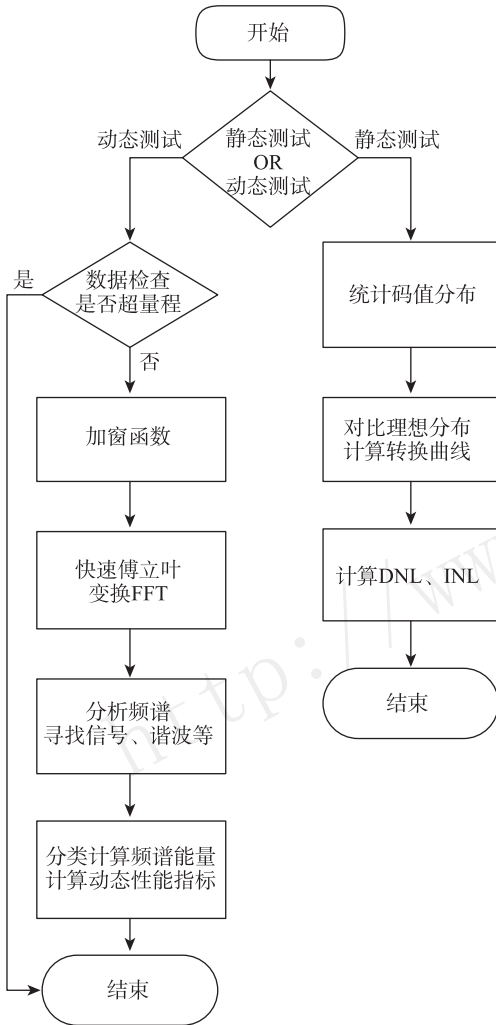 开始
动态测试
静态测试
OR
动态测试
静态测试
是
数据检查
是否超量程
否
加窗函数
快速傅立叶
变换FFT
分析频谱
寻找信号、谐波等
分类计算频谱能量
计算动态性能指标
结束
统计码值分布
对比理想分布
计算转换曲线
计算DNL、INL
结束
http://ww